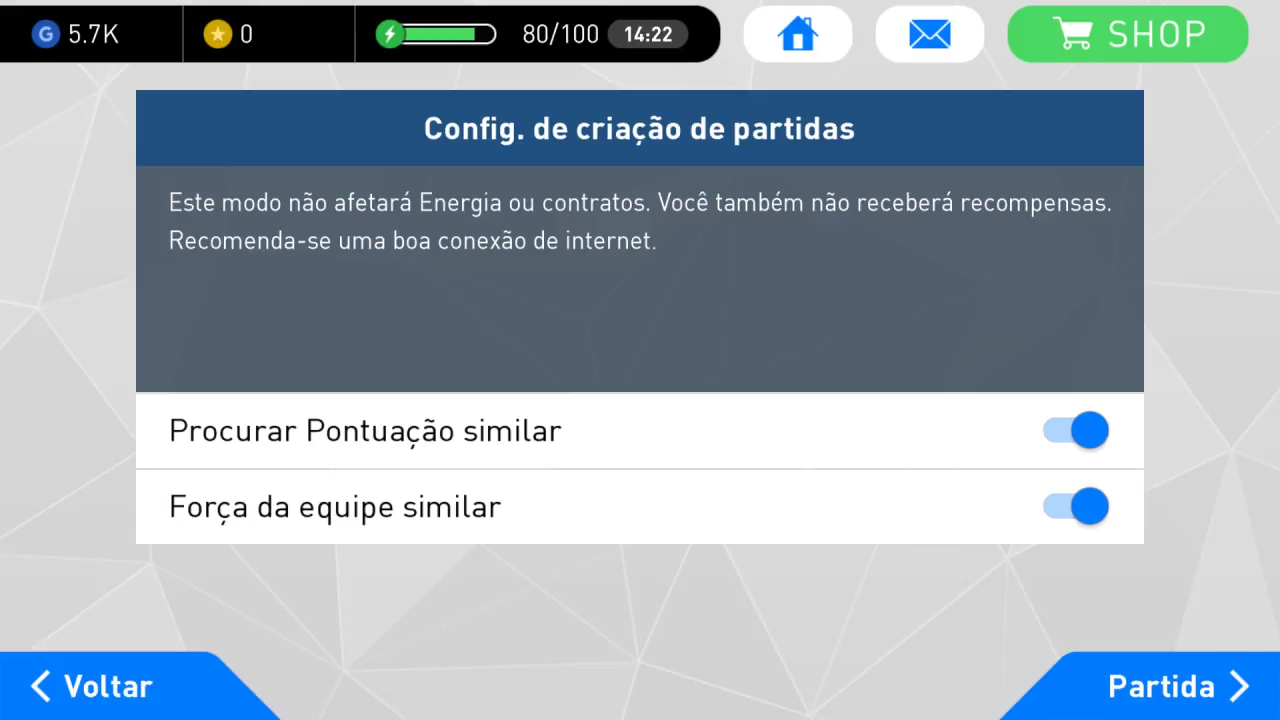 G 5.7K 0 80/100 14:22 SHOP
Config. de criação de partidas
Este modo não afetará Energia ou contratos. Você também não receberá recompensas.
Recomenda-se uma boa conexão de internet.
Procurar Pontuação similar
Força da equipe similar
Voltar Partida